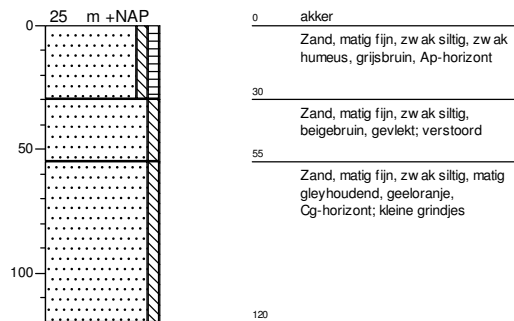 25 m +NAP
0
50
100
0 akker
Zand, matig fijn, zwak siltig, zwak
humeus, grijsbruin, Ap-horizont
30
Zand, matig fijn, zwak siltig,
beigebruin, gevlekt; verstoord
55
Zand, matig fijn, zwak siltig, matig
gleyhoudend, geeloranje,
Cg-horizont; kleine grindjes
120